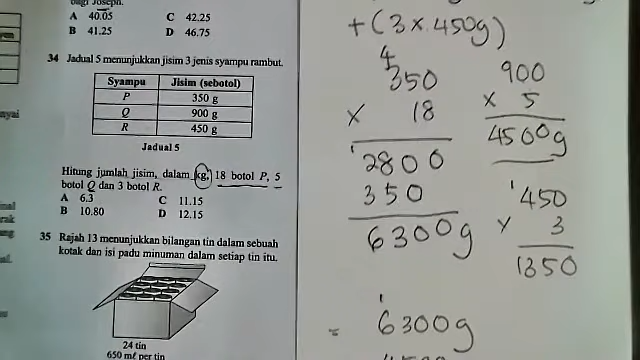 bagi Joseph.
A 40.05 C 42.25
B 41.25 D 46.75
34 Jadual 5 menunjukkan jisim 3 jenis syampu rambut.
Syampu Jisim (sebotol)
P 350 g
Q 900 g
R 450 g
Jadual 5
Hitung jumlah jisim, dalam kg, 18 botol P, 5
botol Q dan 3 botol R.
A 6.3 C 11.15
B 10.80 D 12.15
35 Rajah 13 menunjukkan bilangan tin dalam sebuah
kotak dan isi padu minuman dalam setiap tin itu.
24 tin
650 mℓ per tin
+ (3 × 450g)
4
350
× 18
1
2800
350
6300g
900
× 5
4500g
1
450
× 3
1350
1
= 6300g